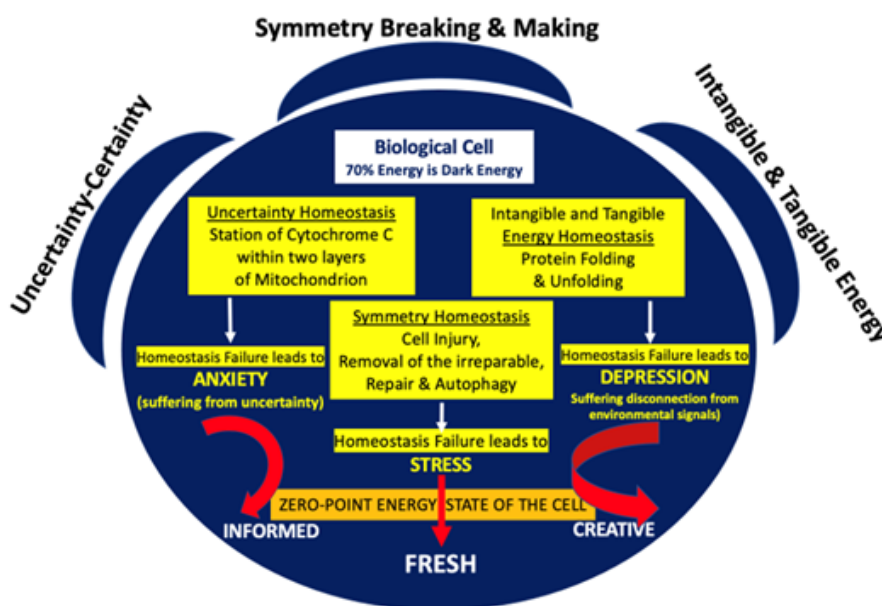 Symmetry Breaking & Making
Uncertainty-Certainty
Intangible & Tangible Energy
Biological Cell
70% Energy is Dark Energy
Uncertainty Homeostasis
Station of Cytochrome C
within two layers
of Mitochondrion
Intangible and Tangible
Energy Homeostasis
Protein Folding
& Unfolding
Symmetry Homeostasis
Cell Injury,
Removal of the irreparable,
Repair & Autophagy
Homeostasis Failure leads to
ANXIETY
(suffering from uncertainty)
Homeostasis Failure leads to
DEPRESSION
(Suffering disconnection from
environmental signals)
Homeostasis Failure leads to
STRESS
ZERO-POINT ENERGY STATE OF THE CELL
INFORMED
CREATIVE
FRESH